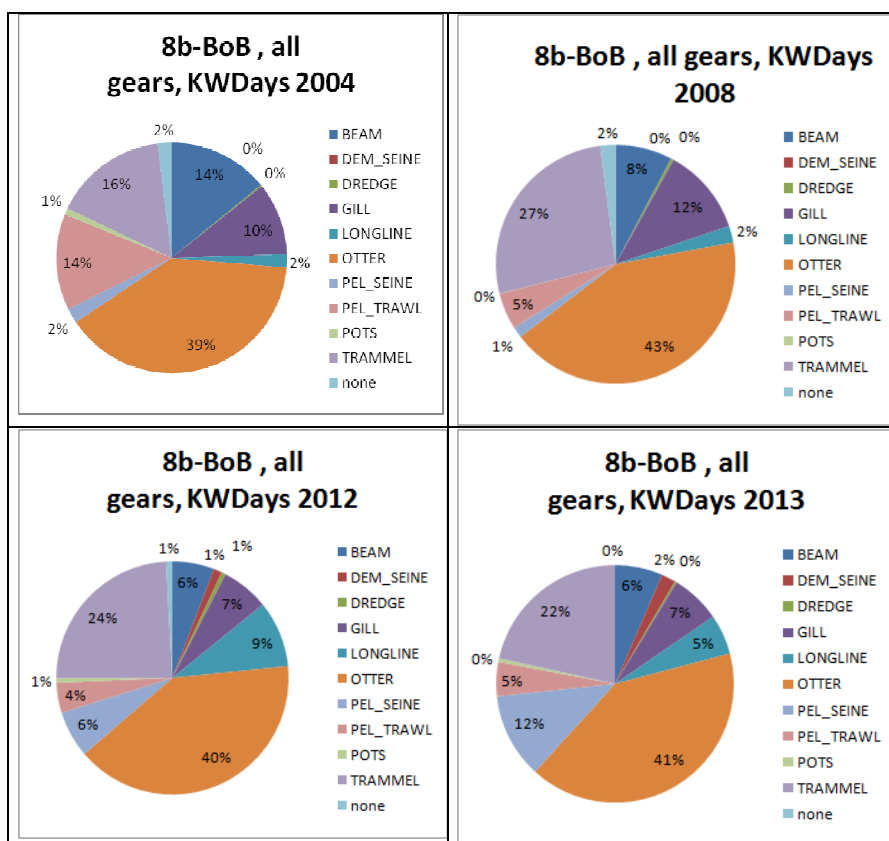 8b-BoB , all
gears, KWDays 2004
2%
0%
14%
0%
16%
1%
10%
14%
2%
2%
39%
BEAM
DEM_SEINE
DREDGE
GILL
LONGLINE
OTTER
PEL_SEINE
PEL_TRAWL
POTS
TRAMMEL
none
8b-BoB, all gears, KWDays
2008
2%
0%
0%
8%
27%
12%
2%
0%
5%
1%
43%
BEAM
DEM_SEINE
DREDGE
GILL
LONGLINE
OTTER
PEL_SEINE
PEL_TRAWL
POTS
TRAMMEL
none
8b-BoB , all
gears, KWDays 2012
1%
1%
1%
6%
24%
7%
9%
1%
4%
6%
40%
BEAM
DEM_SEINE
DREDGE
GILL
LONGLINE
OTTER
PEL_SEINE
PEL_TRAWL
POTS
TRAMMEL
none
8b-BoB , all
gears, KWDays 2013
0%
2%
0%
6%
22%
7%
5%
0%
5%
12%
41%
BEAM
DEM_SEINE
DREDGE
GILL
LONGLINE
OTTER
PEL_SEINE
PEL_TRAWL
POTS
TRAMMEL
none